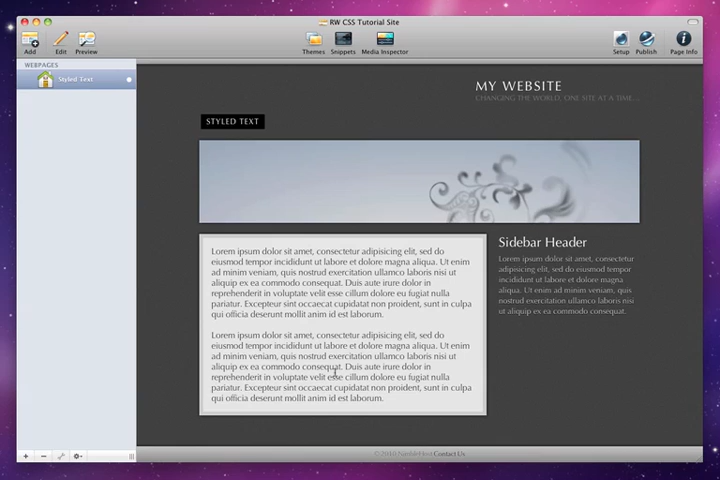 RW CSS Tutorial Site
Add Edit Preview Themes Snippets Media Inspector Setup Publish Page Info
WEBPAGES
Styled Text
MY WEBSITE
CHANGING THE WORLD, ONE SITE AT A TIME...
STYLED TEXT
Lorem ipsum dolor sit amet, consectetur adipisicing elit, sed do
eiusmod tempor incididunt ut labore et dolore magna aliqua. Ut enim
ad minim veniam, quis nostrud exercitation ullamco laboris nisi ut
aliquip ex ea commodo consequat. Duis aute irure dolor in
reprehenderit in voluptate velit esse cillum dolore eu fugiat nulla
pariatur. Excepteur sint occaecat cupidatat non proident, sunt in culpa
qui officia deserunt mollit anim id est laborum.
Lorem ipsum dolor sit amet, consectetur adipisicing elit, sed do
eiusmod tempor incididunt ut labore et dolore magna aliqua. Ut enim
ad minim veniam, quis nostrud exercitation ullamco laboris nisi ut
aliquip ex ea commodo consequat. Duis aute irure dolor in
reprehenderit in voluptate velit esse cillum dolore eu fugiat nulla
pariatur. Excepteur sint occaecat cupidatat non proident, sunt in culpa
qui officia deserunt mollit anim id est laborum.
Sidebar Header
Lorem ipsum dolor sit amet, consectetur
adipisicing elit, sed do eiusmod tempor
incididunt ut labore et dolore magna
aliqua. Ut enim ad minim veniam, quis
nostrud exercitation ullamco laboris nisi
ut aliquip ex ea commodo consequat.
© 2010 NimbleHost Contact Us